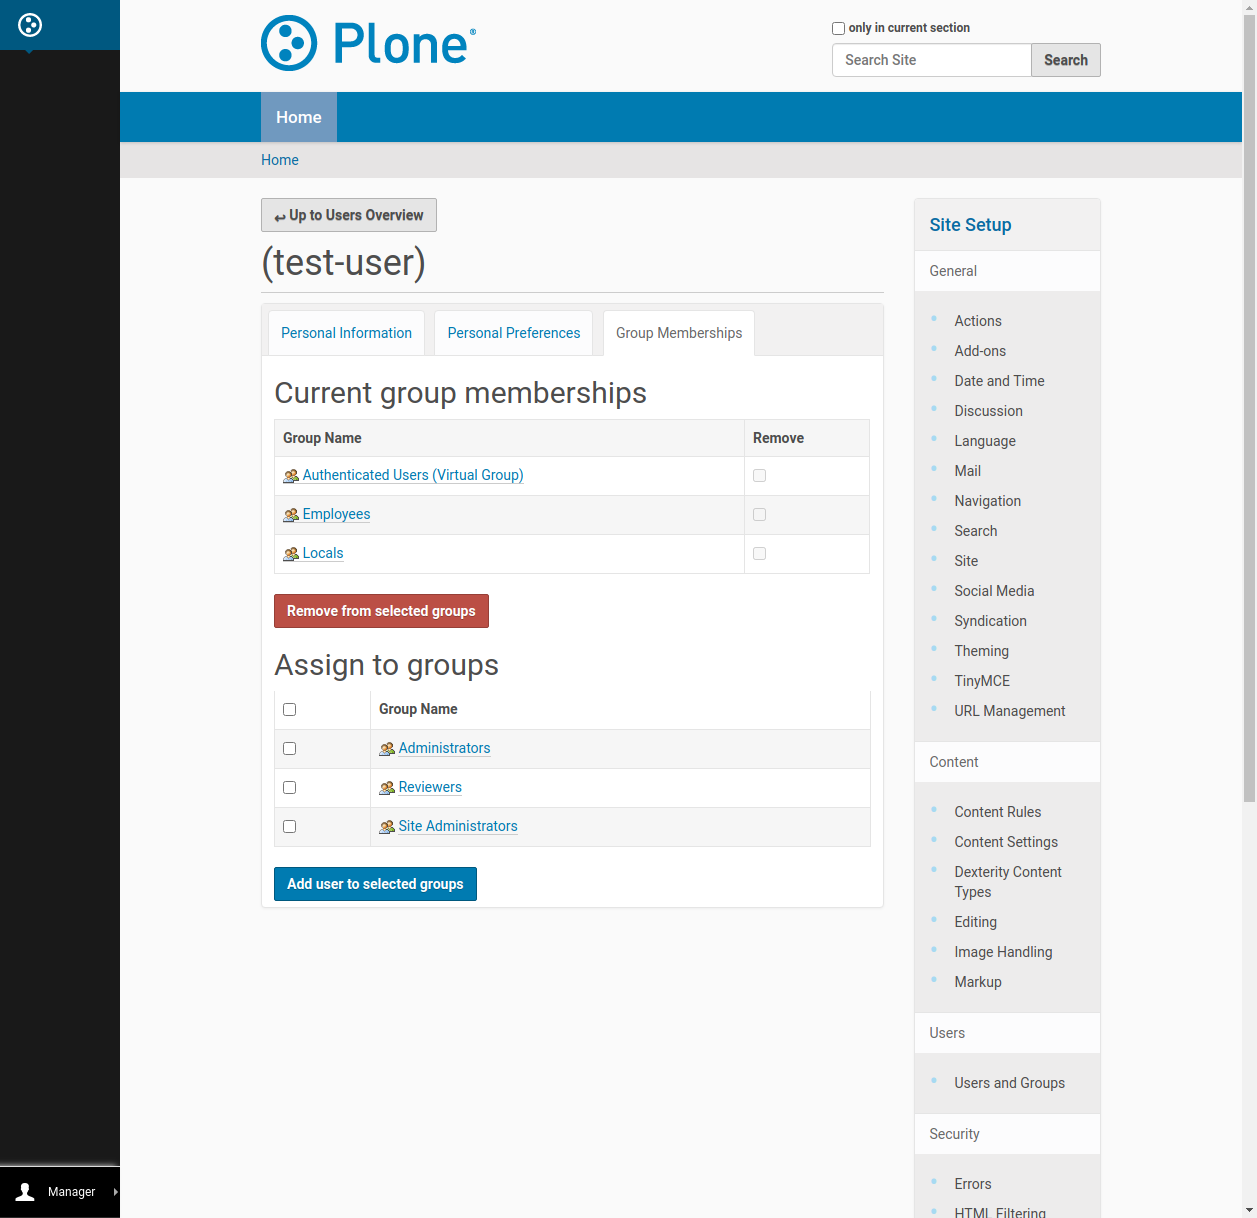 Plone®
only in current section
Search Site
Search
Home
Home
Up to Users Overview
(test-user)
Personal Information
Personal Preferences
Group Memberships
Current group memberships
Group Name
Remove
Authenticated Users (Virtual Group)
Employees
Locals
Remove from selected groups
Assign to groups
Group Name
Administrators
Reviewers
Site Administrators
Add user to selected groups
Site Setup
General
Actions
Add-ons
Date and Time
Discussion
Language
Mail
Navigation
Search
Site
Social Media
Syndication
Theming
TinyMCE
URL Management
Content
Content Rules
Content Settings
Dexterity Content
Types
Editing
Image Handling
Markup
Users
Users and Groups
Security
Errors
HTML Filtering
Manager